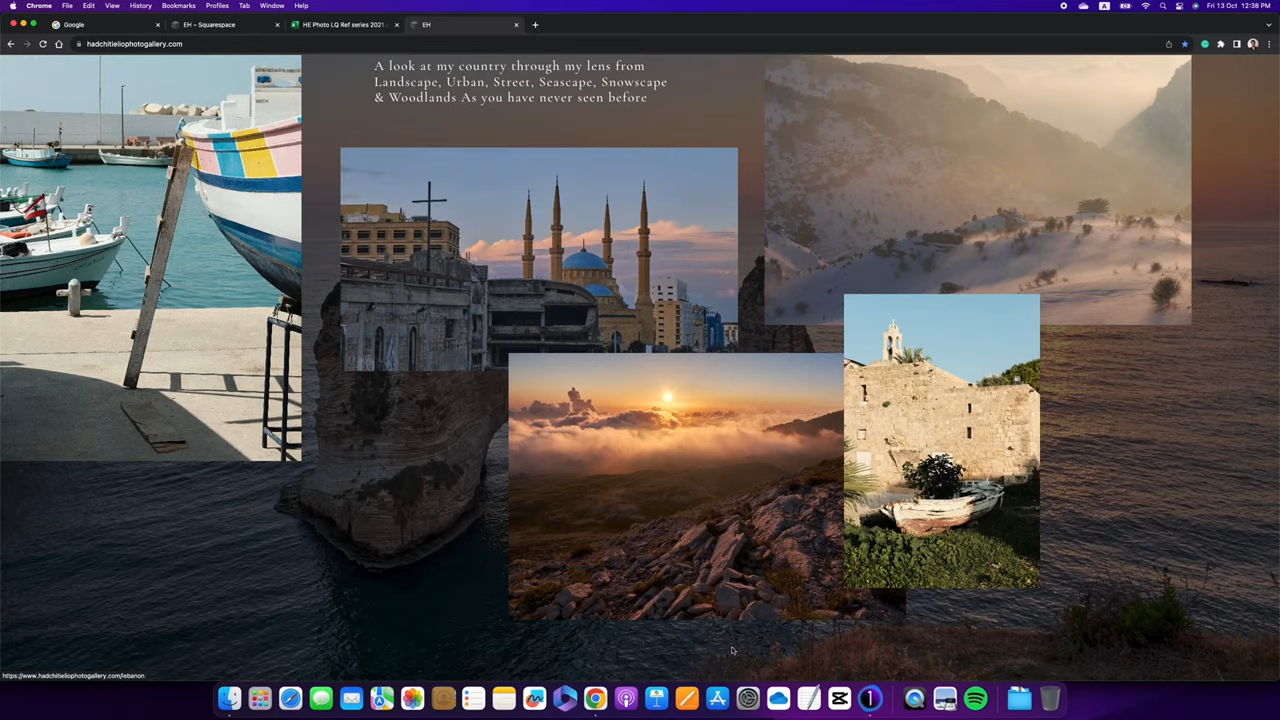 Chrome File Edit View History Bookmarks Profiles Tab Window Help
A
Fri 13 Oct 12:38 PM
Google
EH – Squarespace
HE Photo LQ Ref series 2021.
EH
hadchitieliophotogallery.com
A look at my country through my lens from
Landscape, Urban, Street, Seascape, Snowscape
& Woodlands As you have never seen before
https://www.hadchitieliophotogallery.com/lebanon